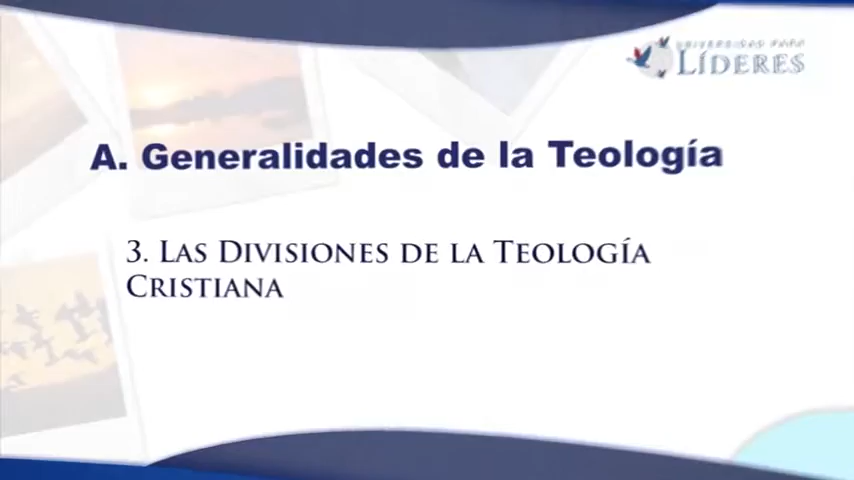 UNIVERSIDAD PARA
LÍDERES
A. Generalidades de la Teología
3. LAS DIVISIONES DE LA TEOLOGÍA
CRISTIANA